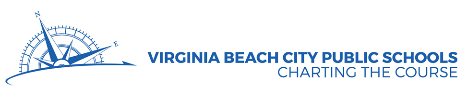 N
E
VIRGINIA BEACH CITY PUBLIC SCHOOLS
CHARTING THE COURSE